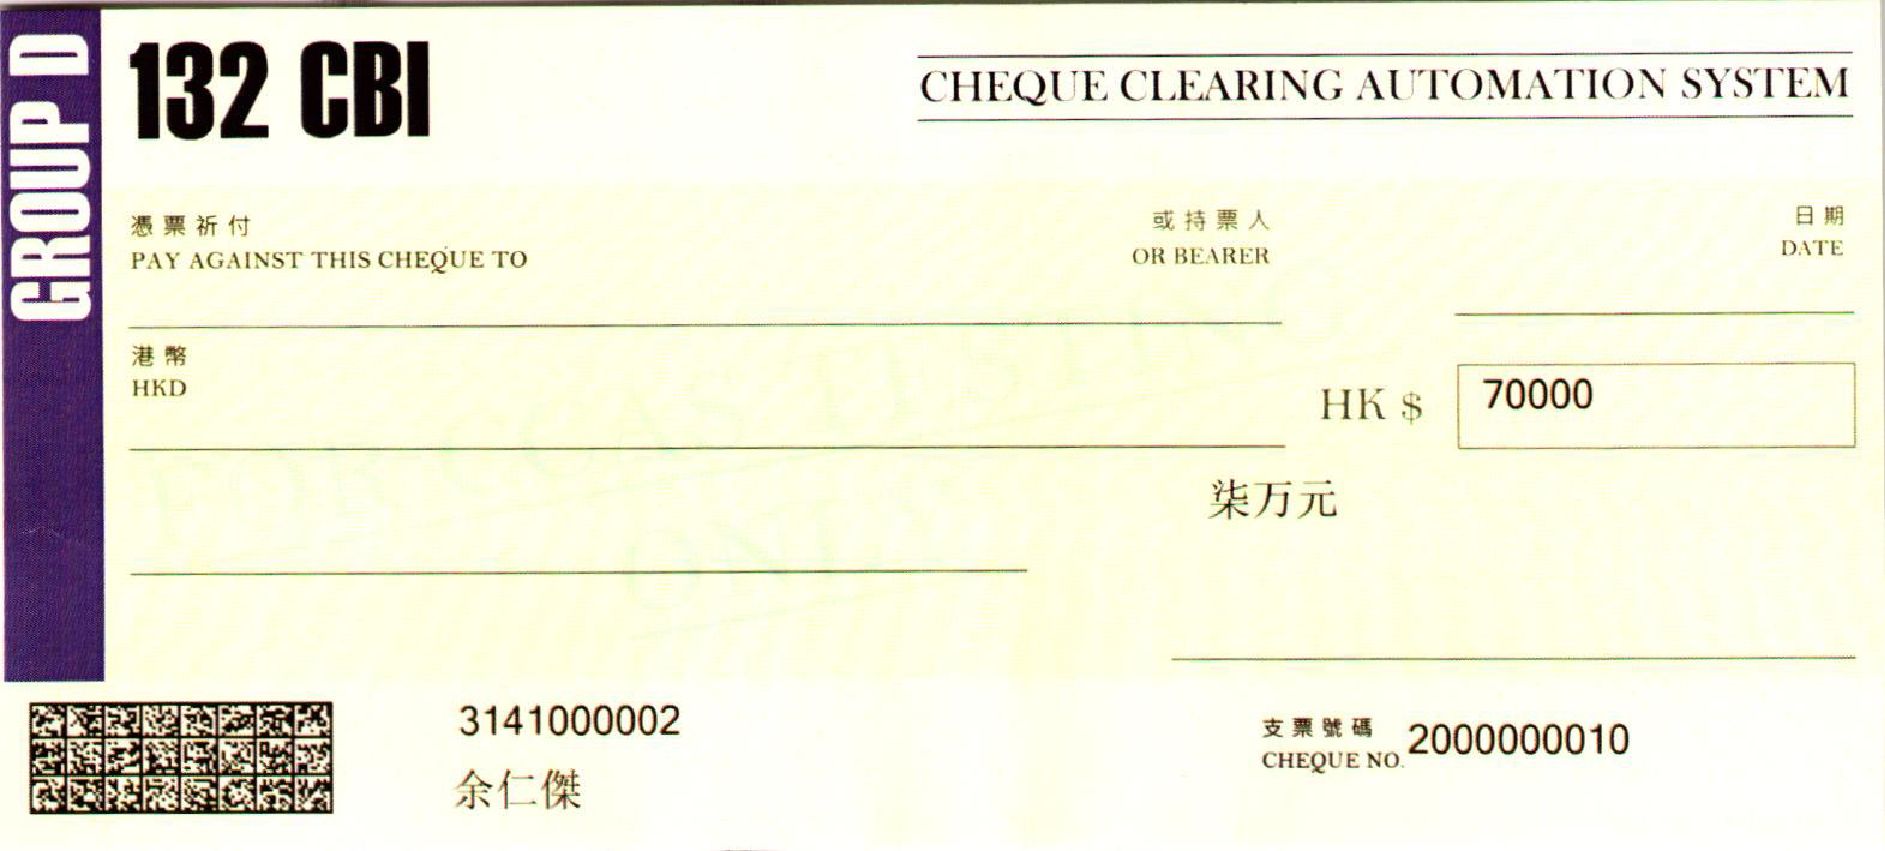 GROUP D
132 CBI
CHEQUE CLEARING AUTOMATION SYSTEM
憑票祈付
PAY AGAINST THIS CHEQUE TO
或持票人
OR BEARER
日期
DATE
港幣
HKD
HK $ 70000
柒万元
3141000002
余仁傑
支票號碼
CHEQUE NO. 2000000010